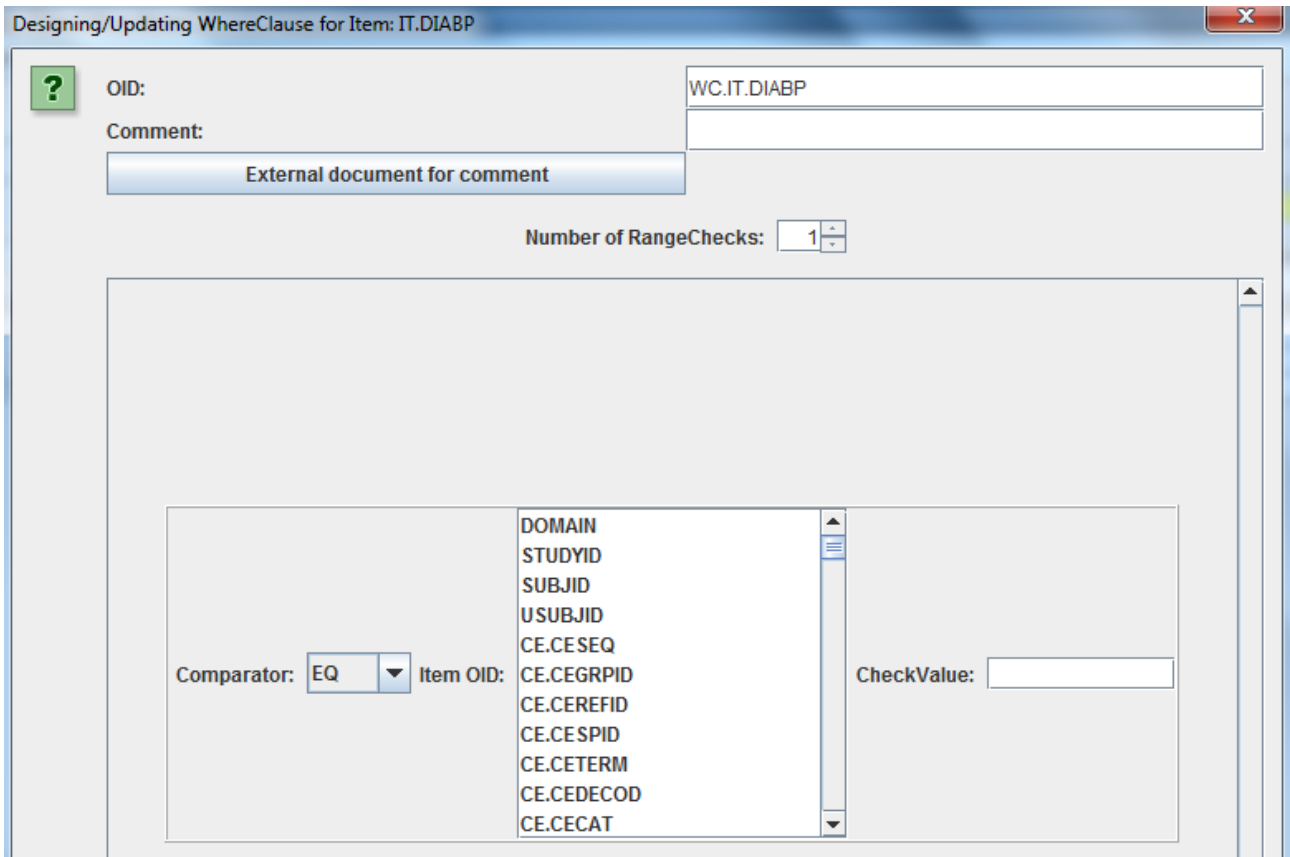 Designing/Updating WhereClause for Item: IT.DIABP
x
?
OID:
WC.IT.DIABP
Comment:
External document for comment
Number of RangeChecks: 1
DOMAIN
STUDYID
SUBJID
USUBJID
CE.CESEQ
Comparator: EQ Item OID: CE.CEGRPID CheckValue:
CE.CEREFID
CE.CESPID
CE.CETERM
CE.CEDECOD
CE.CECAT